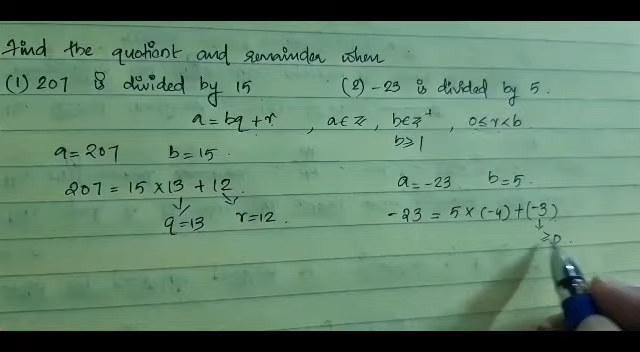 Find the quotient and remainder when
(1) 207 is divided by 15 (2) -23 is divided by 5.
a = bq + r , a ∈ Z, b ∈ Z⁺, 0 ≤ r < b
b ≥ 1
a = 207 b = 15
207 = 15 × 13 + 12
q = 13 r = 12.
a = -23 b = 5.
-23 = 5 × (-4) + (-3)
≥ 0.